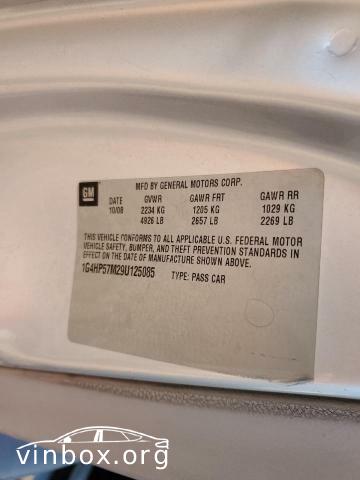 GM
MFD BY GENERAL MOTORS CORP.
DATE GVWR GAWR FRT GAWR RR
10/08 2234 KG 1205 KG 1029 KG
4926 LB 2657 LB 2269 LB
THIS VEHICLE CONFORMS TO ALL APPLICABLE U.S. FEDERAL MOTOR
VEHICLE SAFETY, BUMPER, AND THEFT PREVENTION STANDARDS IN
EFFECT ON THE DATE OF MANUFACTURE SHOWN ABOVE.
1G4HP57M29U125085 TYPE: PASS CAR
vinbox.org